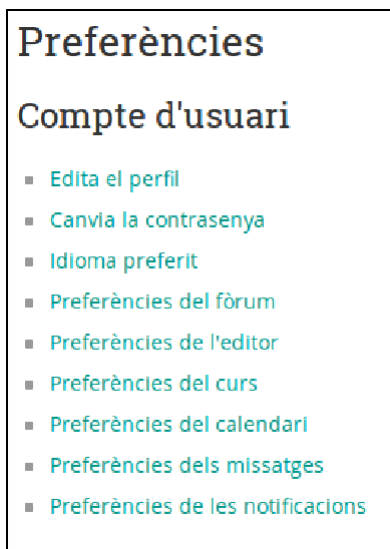 Preferències
Compte d'usuari
Edita el perfil
Canvia la contrasenya
Idioma preferit
Preferències del fòrum
Preferències de l'editor
Preferències del curs
Preferències del calendari
Preferències dels missatges
Preferències de les notificacions